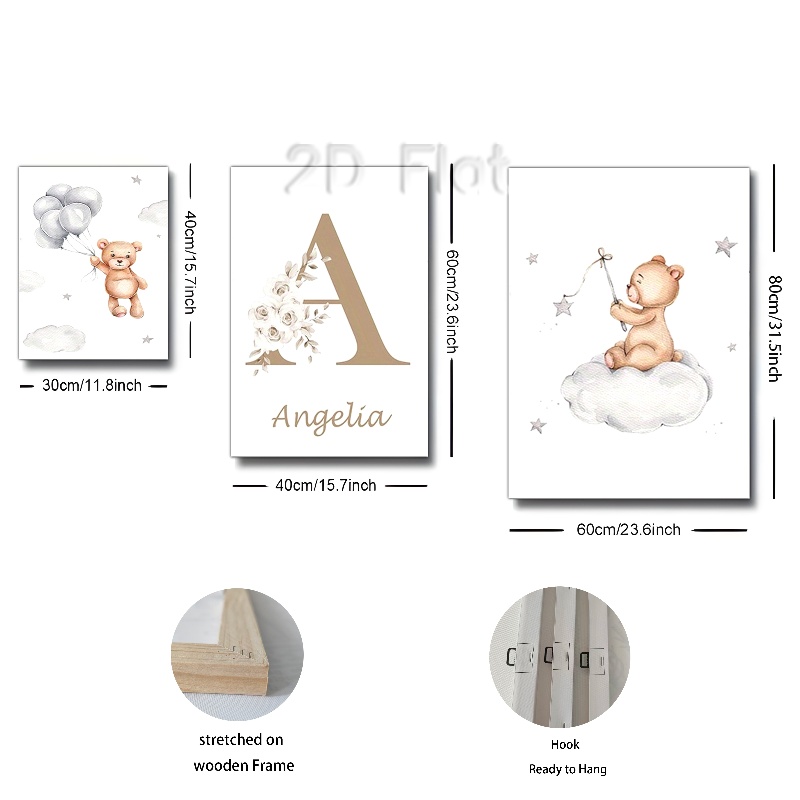 2D Flat
40cm/15.7inch
30cm/11.8inch
A
Angelia
60cm/23.6inch
40cm/15.7inch
80cm/31.5inch
60cm/23.6inch
stretched on
wooden Frame
Hook
Ready to Hang